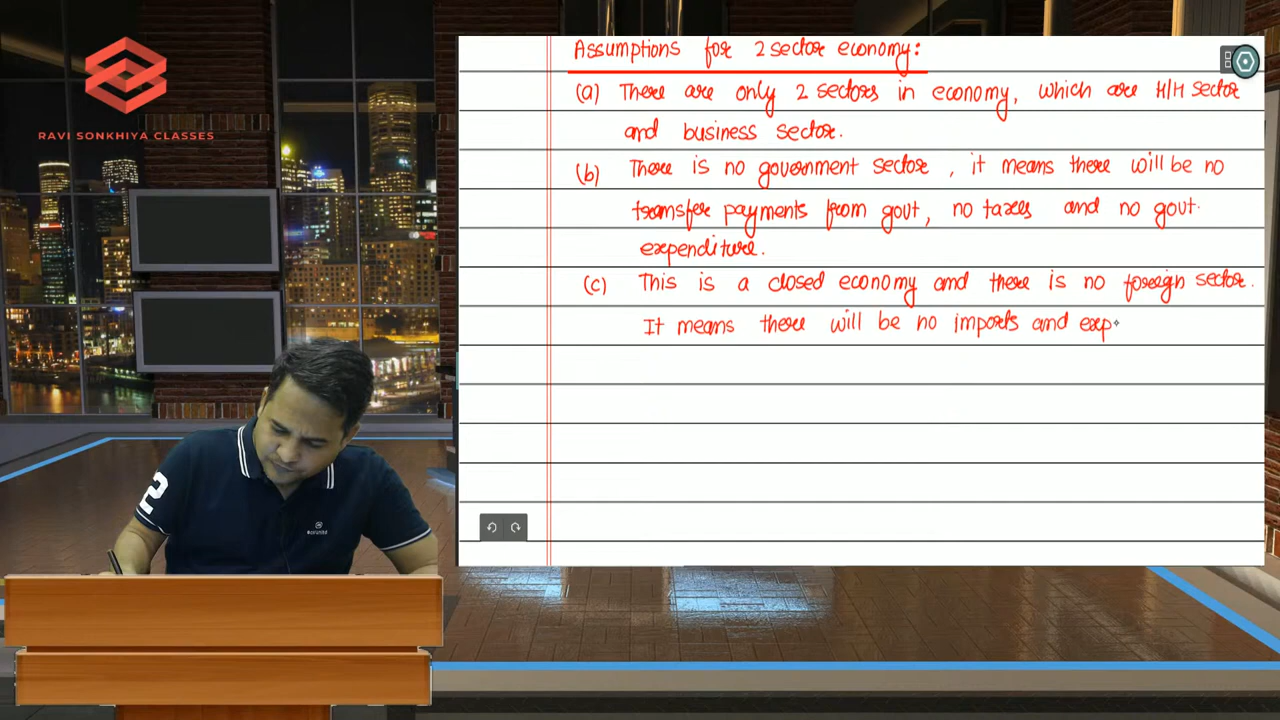 RAVI SONKHIYA CLASSES
Assumptions for 2 sector economy:
(a) There are only 2 sectors in economy, which are H/H sector
and business sector.
(b) There is no government sector, it means there will be no
transfer payments from govt, no taxes and no govt.
expenditure.
(c) This is a closed economy and there is no foreign sector.
It means there will be no imports and exp
2